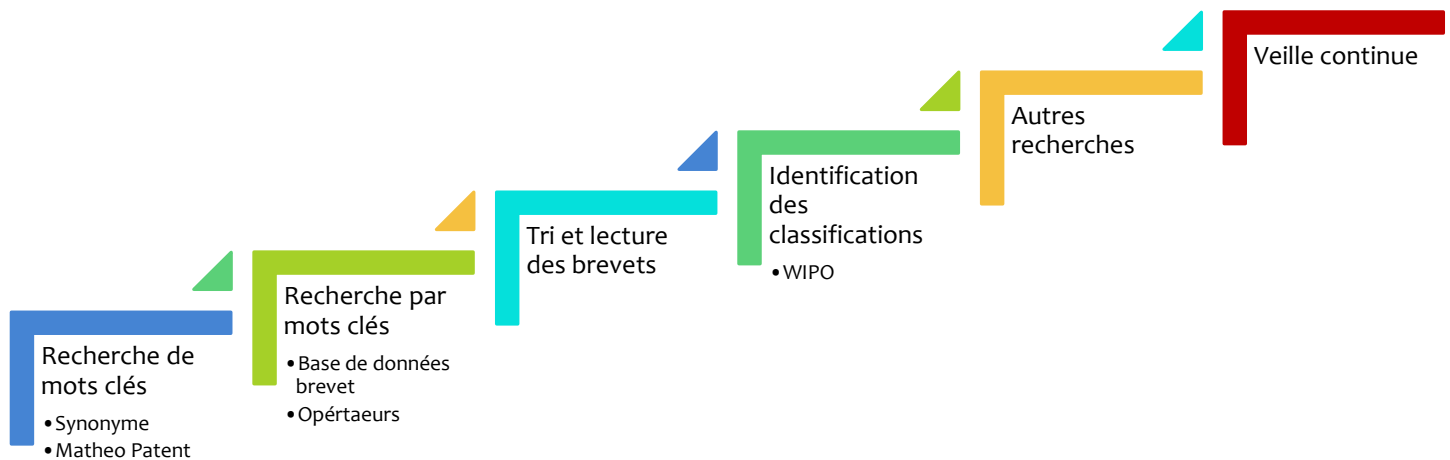 Recherche de
mots clés
•Synonyme
•Matheo Patent
Recherche par
mots clés
•Base de données
brevet
•Opértaeurs
Tri et lecture
des brevets
Identification
des
classifications
•WIPO
Autres
recherches
Veille continue